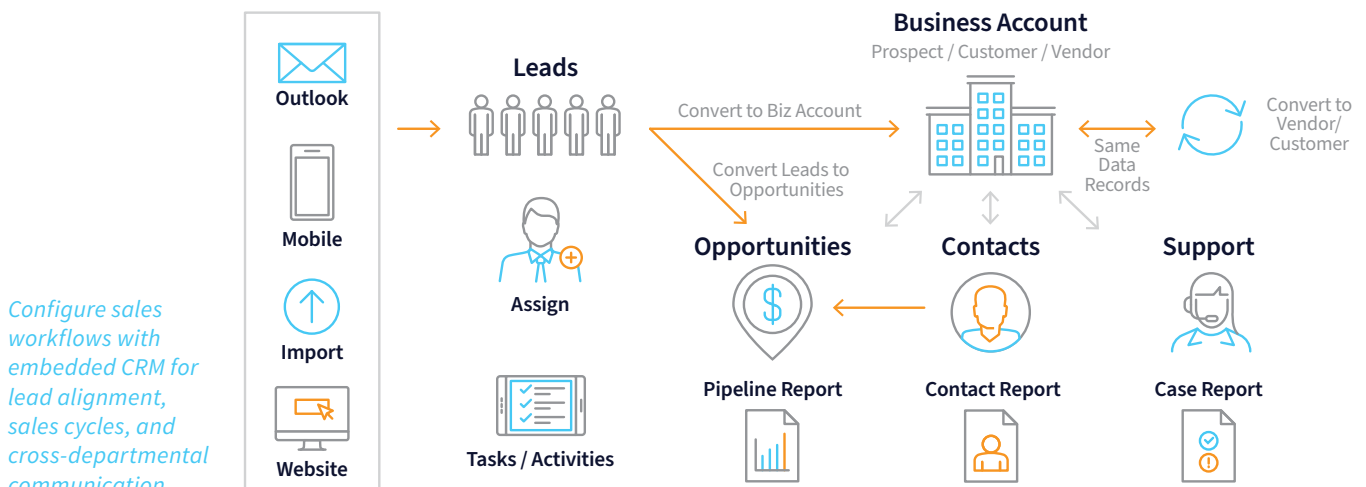 Configure sales
workflows with
embedded CRM for
lead alignment,
sales cycles, and
cross-departmental
communication
Outlook
Mobile
Import
Website
Leads
Assign
Tasks / Activities
Convert to Biz Account
Convert Leads to
Opportunities
Business Account
Prospect / Customer / Vendor
Same
Data
Records
Convert to
Vendor/
Customer
Opportunities
$
Pipeline Report
Contacts
Contact Report
Support
Case Report